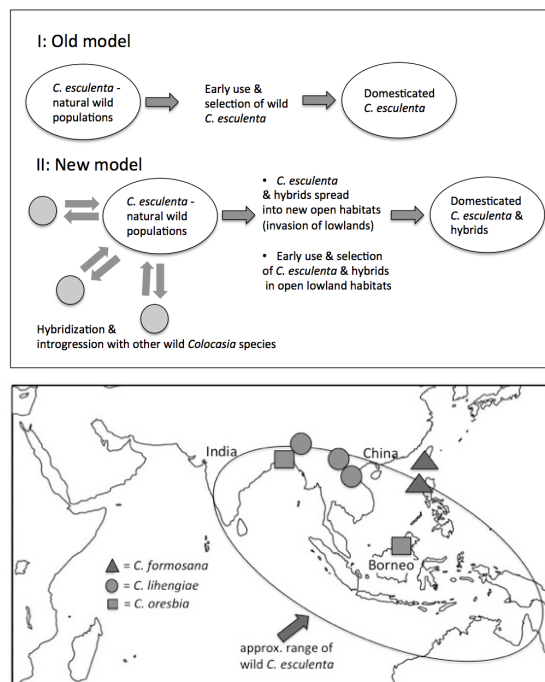 I: Old model
C. esculenta -
natural wild
populations
Early use &
selection of wild
C. esculenta
Domesticated
C. esculenta
II: New model
C. esculenta -
natural wild
populations
• C. esculenta
& hybrids spread
into new open habitats
(invasion of lowlands)
• Early use & selection
of C. esculenta & hybrids
in open lowland habitats
Domesticated
C. esculenta &
hybrids
Hybridization &
introgression with other wild Colocasia species
India
China
Borneo
= C. formosana
= C. lihengiae
= C. oresbia
approx. range of
wild C. esculenta